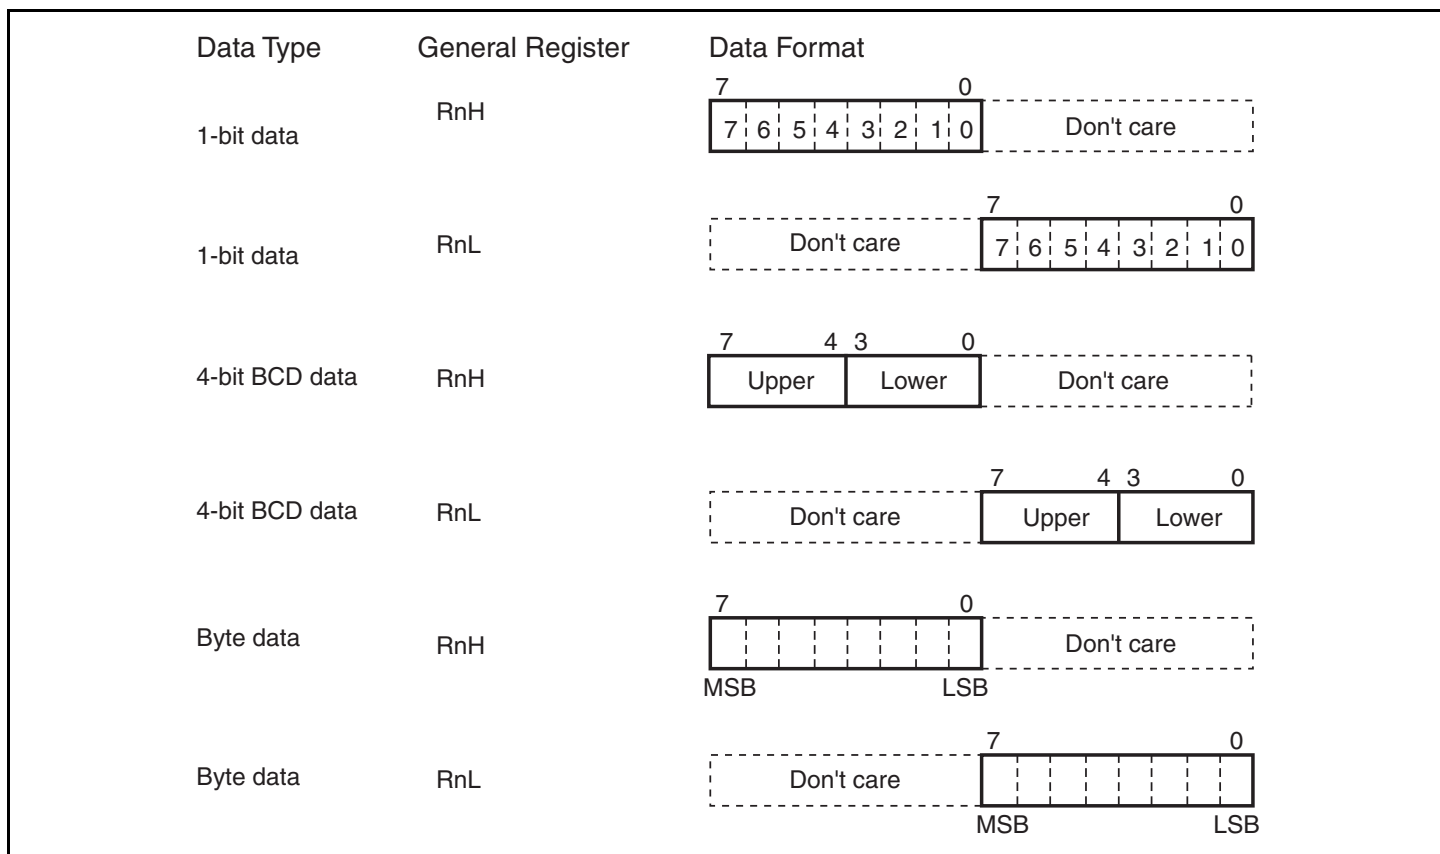 Data Type General Register Data Format
7 0
1-bit data RnH 7 6 5 4 3 2 1 0 Don't care
7 0
1-bit data RnL Don't care 7 6 5 4 3 2 1 0
7 4 3 0
4-bit BCD data RnH Upper Lower Don't care
7 4 3 0
4-bit BCD data RnL Don't care Upper Lower
7 0
Byte data RnH Don't care
MSB LSB
7 0
Byte data RnL Don't care
MSB LSB